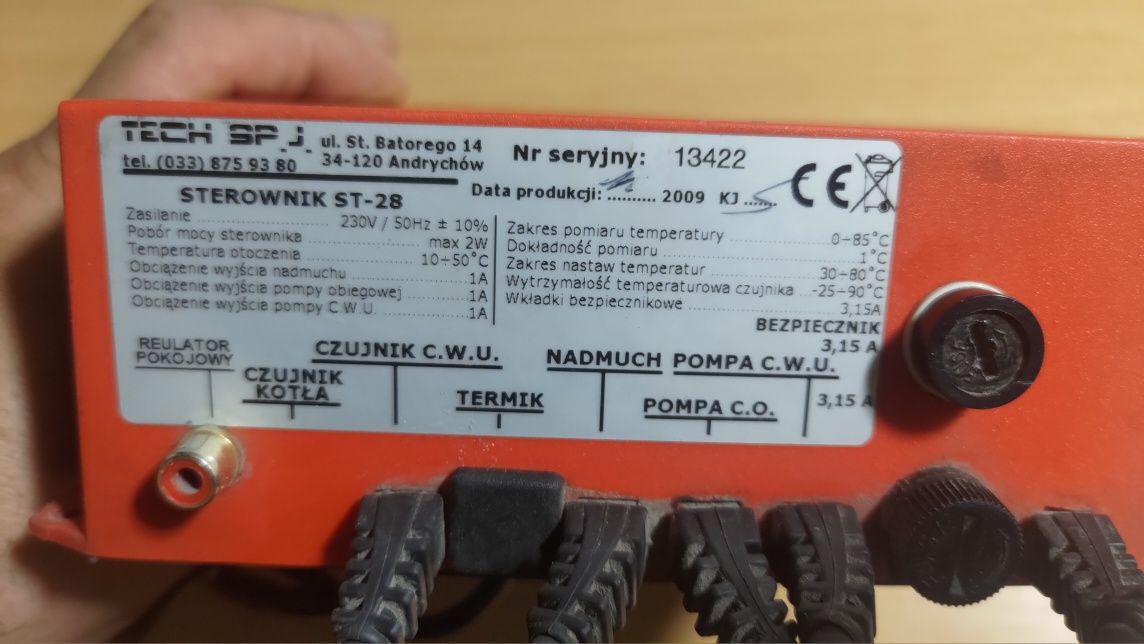 TECH SP.J. ul. St. Batorego 14
tel. (033) 875 93 80 34-120 Andrychów
Nr seryjny: 13422
Data produkcji: .......... 2009 KJ ......
CE
STEROWNIK ST-28
Zasilanie ........ 230V / 50Hz ± 10%
Pobór mocy sterownika ........ max 2W
Temperatura otoczenia ........ 10÷50°C
Obciążenie wyjścia nadmuchu ........ 1A
Obciążenie wyjścia pompy obiegowej ........ 1A
Obciążenie wyjścia pompy C.W.U. ........ 1A
Zakres pomiaru temperatury ........ 0÷85°C
Dokładność pomiaru ........ 1°C
Zakres nastaw temperatur ........ 30÷80°C
Wytrzymałość temperaturowa czujnika ..-25÷90°C
Wkładki bezpiecznikowe ........ 3,15A
BEZPIECZNIK
3,15 A
REULATOR
POKOJOWY
CZUJNIK
KOTŁA
CZUJNIK C.W.U.
TERMIK
NADMUCH
POMPA C.O.
POMPA C.W.U.
3,15 A